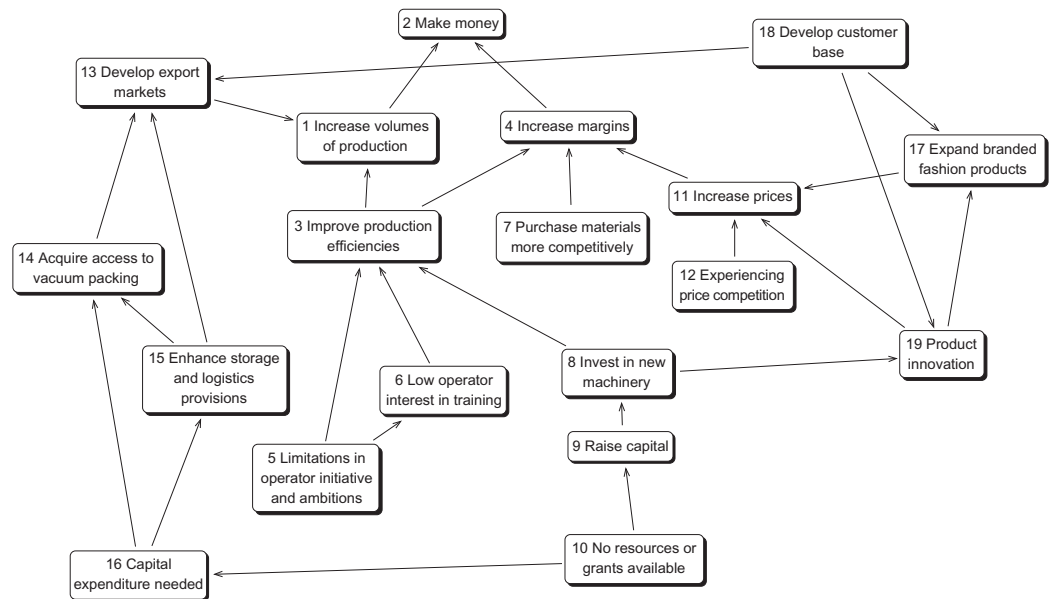 2 Make money
18 Develop customer
base
13 Develop export
markets
1 Increase volumes
of production
4 Increase margins
17 Expand branded
fashion products
11 Increase prices
3 Improve production
efficiencies
7 Purchase materials
more competitively
14 Acquire access to
vacuum packing
12 Experiencing
price competition
19 Product
innovation
15 Enhance storage
and logistics
provisions
8 Invest in new
machinery
6 Low operator
interest in training
9 Raise capital
5 Limitations in
operator initiative
and ambitions
10 No resources or
grants available
16 Capital
expenditure needed